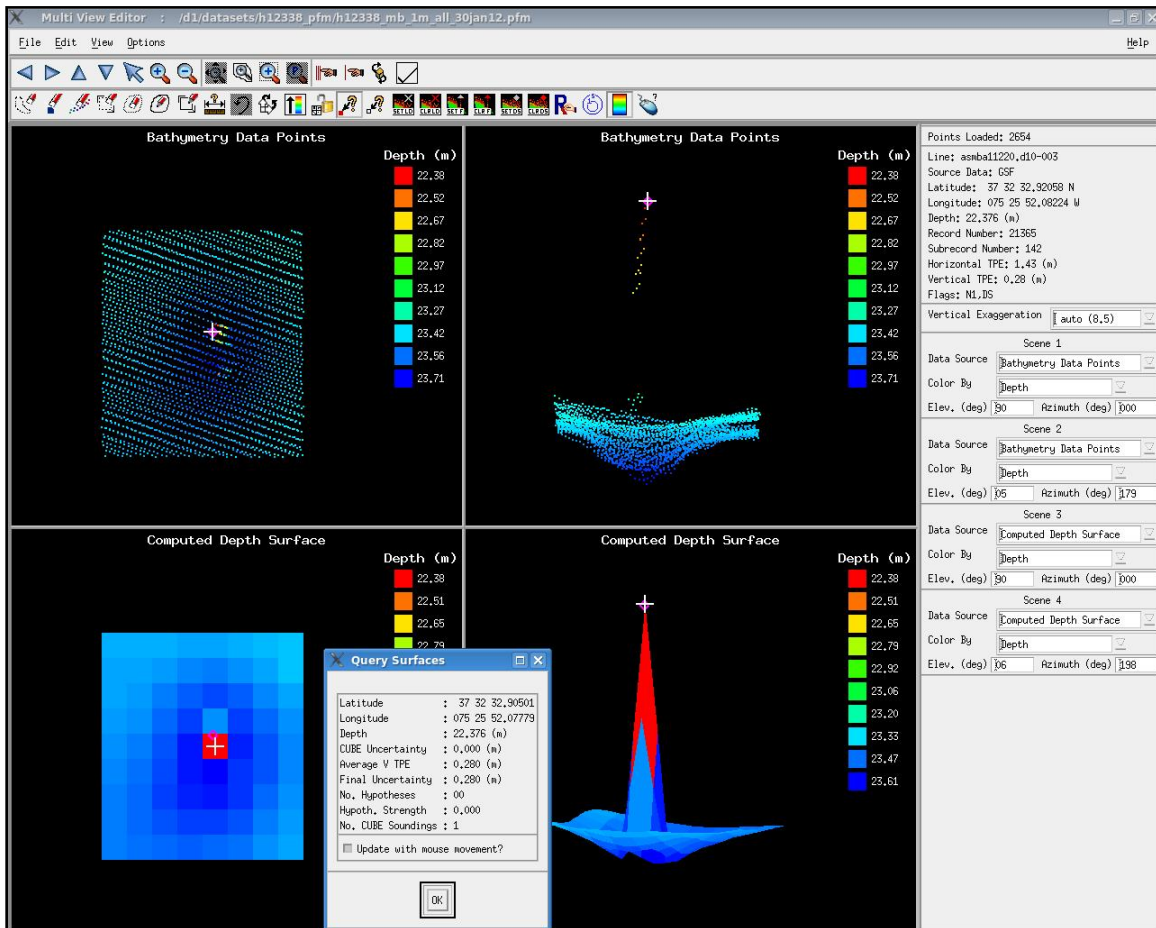 Multi View Editor : /d1/datasets/h12338_pfm/h12338_mb_1m_all_30jan12.pfm
File Edit View Options Help
SETLD CLRLD SETF CLRF SETDS CLRDS
Bathymetry Data Points
Depth (m)
22.38
22.52
22.67
22.82
22.97
23.12
23.27
23.42
23.56
23.71
Bathymetry Data Points
Depth (m)
22.38
22.52
22.67
22.82
22.97
23.12
23.27
23.42
23.56
23.71
Computed Depth Surface
Depth (m)
22.38
22.51
22.65
22.79
Query Surfaces
Latitude : 37 32 32.90501
Longitude : 075 25 52.07779
Depth : 22.376 (m)
CUBE Uncertainty : 0.000 (m)
Average V TPE : 0.280 (m)
Final Uncertainty : 0.280 (m)
No. Hypotheses : 00
Hypoth. Strength : 0.000
No. CUBE Soundings : 1
Update with mouse movement?
OK
Computed Depth Surface
Depth (m)
22.38
22.51
22.65
22.79
22.92
23.06
23.20
23.33
23.47
23.61
Points Loaded: 2654
Line: asmba11220.d10-003
Source Data: GSF
Latitude: 37 32 32.92058 N
Longitude: 075 25 52.08224 W
Depth: 22.376 (m)
Record Number: 21365
Subrecord Number: 142
Horizontal TPE: 1.43 (m)
Vertical TPE: 0.28 (m)
Flags: N1,DS
Vertical Exaggeration auto (8.5)
Scene 1
Data Source Bathymetry Data Points
Color By Depth
Elev. (deg) 90 Azimuth (deg) 000
Scene 2
Data Source Bathymetry Data Points
Color By Depth
Elev. (deg) 05 Azimuth (deg) 179
Scene 3
Data Source Computed Depth Surface
Color By Depth
Elev. (deg) 90 Azimuth (deg) 000
Scene 4
Data Source Computed Depth Surface
Color By Depth
Elev. (deg) 06 Azimuth (deg) 198